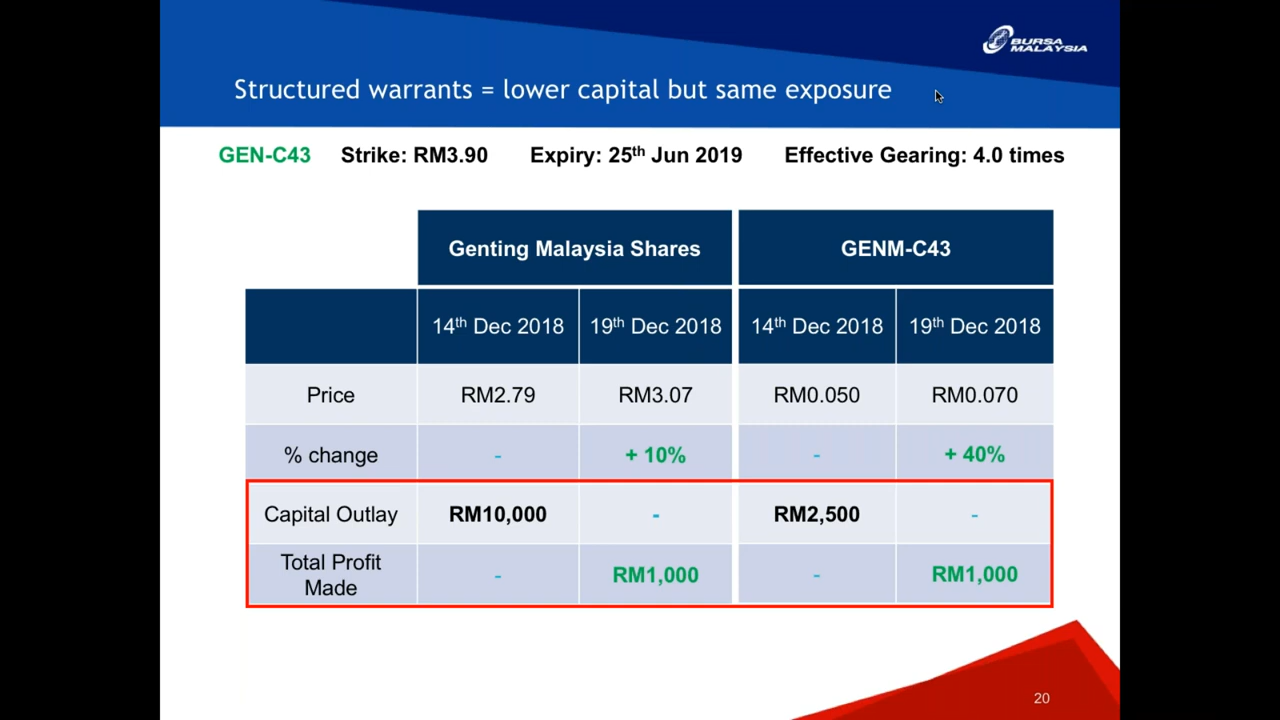 BURSA
MALAYSIA
Structured warrants = lower capital but same exposure
GEN-C43 Strike: RM3.90 Expiry: 25th Jun 2019 Effective Gearing: 4.0 times
Genting Malaysia Shares GENM-C43
14th Dec 2018 19th Dec 2018 14th Dec 2018 19th Dec 2018
Price RM2.79 RM3.07 RM0.050 RM0.070
% change - + 10% - + 40%
Capital Outlay RM10,000 - RM2,500 -
Total Profit
Made - RM1,000 - RM1,000
20